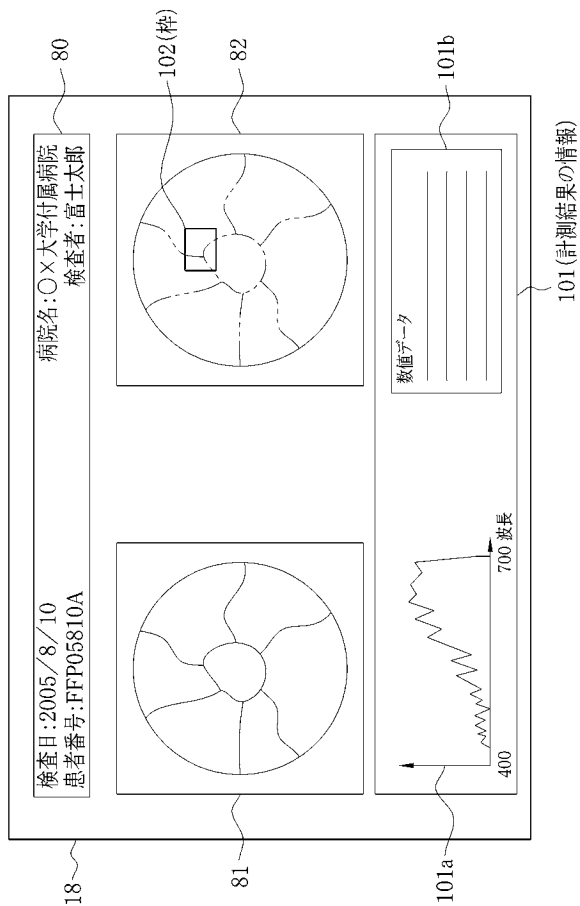 18
80
検査日:2005/8/10
病院名:○×大学付属病院
患者番号:FFP05810A
検査者:富士太郎
102(枠)
81
82
101a
400
700 波長
数値データ
101b
101(計測結果の情報)